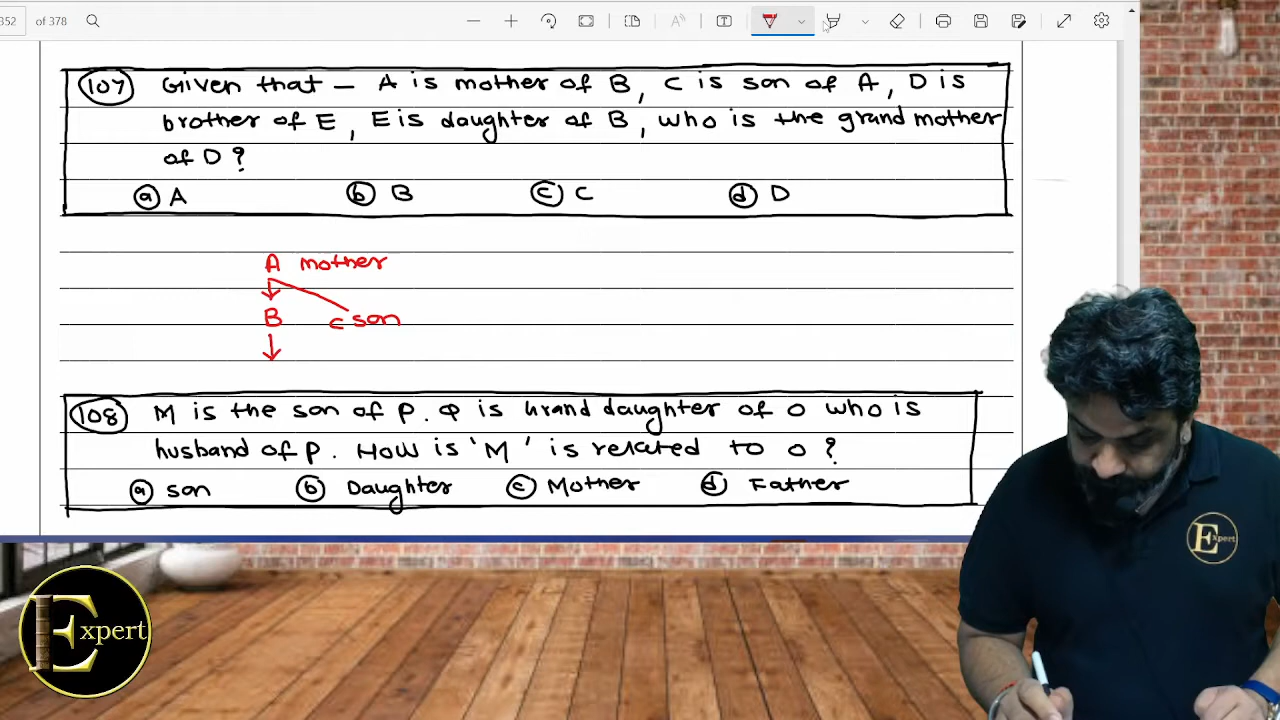 352 of 378
107 Given that — A is mother of B, C is son of A, D is
brother of E, E is daughter of B, who is the grand mother
of D?
a A b B c C d D
A mother
B c son
108 M is the son of P. Q is Grand daughter of O who is
husband of P. How is 'M' is related to O?
a son b Daughter c Mother d Father
Expert
Expert